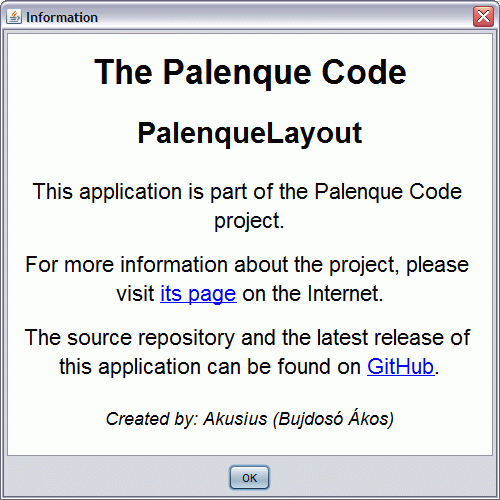 Information
The Palenque Code
PalenqueLayout
This application is part of the Palenque Code
project.
For more information about the project, please
visit its page on the Internet.
The source repository and the latest release of
this application can be found on GitHub.
Created by: Akusius (Bujdosó Ákos)
OK